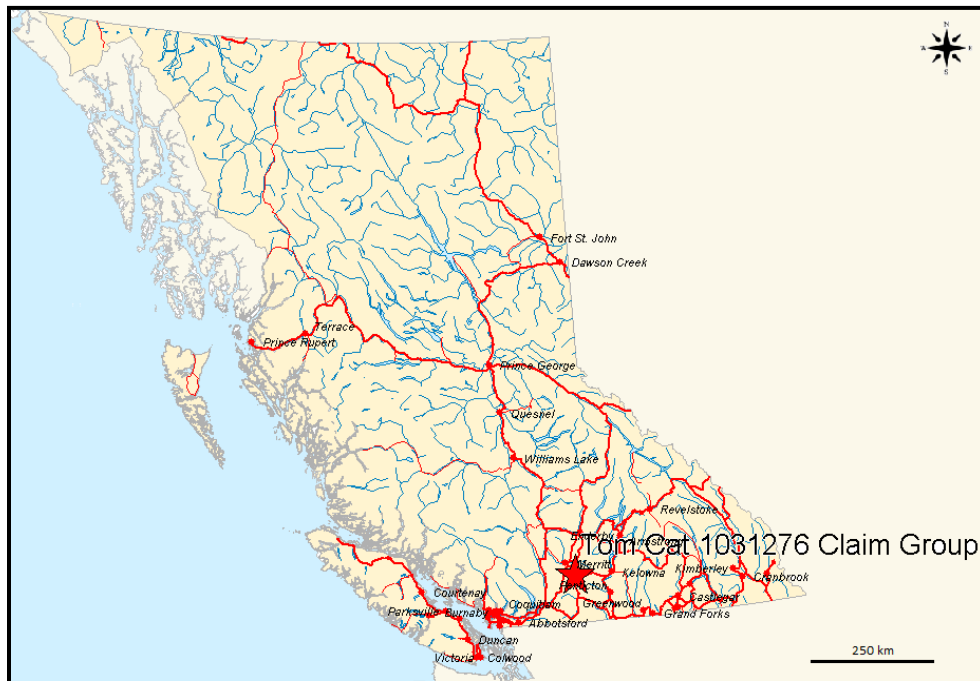 N
E
S
Fort St. John
Dawson Creek
Terrace
Prince Rupert
Prince George
Quesnel
Williams Lake
Revelstoke
Enderby
Armstrong
Tom Cat 1031276 Claim Group
Merritt
Kelowna
Kimberley
Cranbrook
Penticton
Courtenay
Castlegar
Coquitlam
Greenwood
Parksville
Burnaby
Grand Forks
Abbotsford
Duncan
Victoria
Colwood
250 km